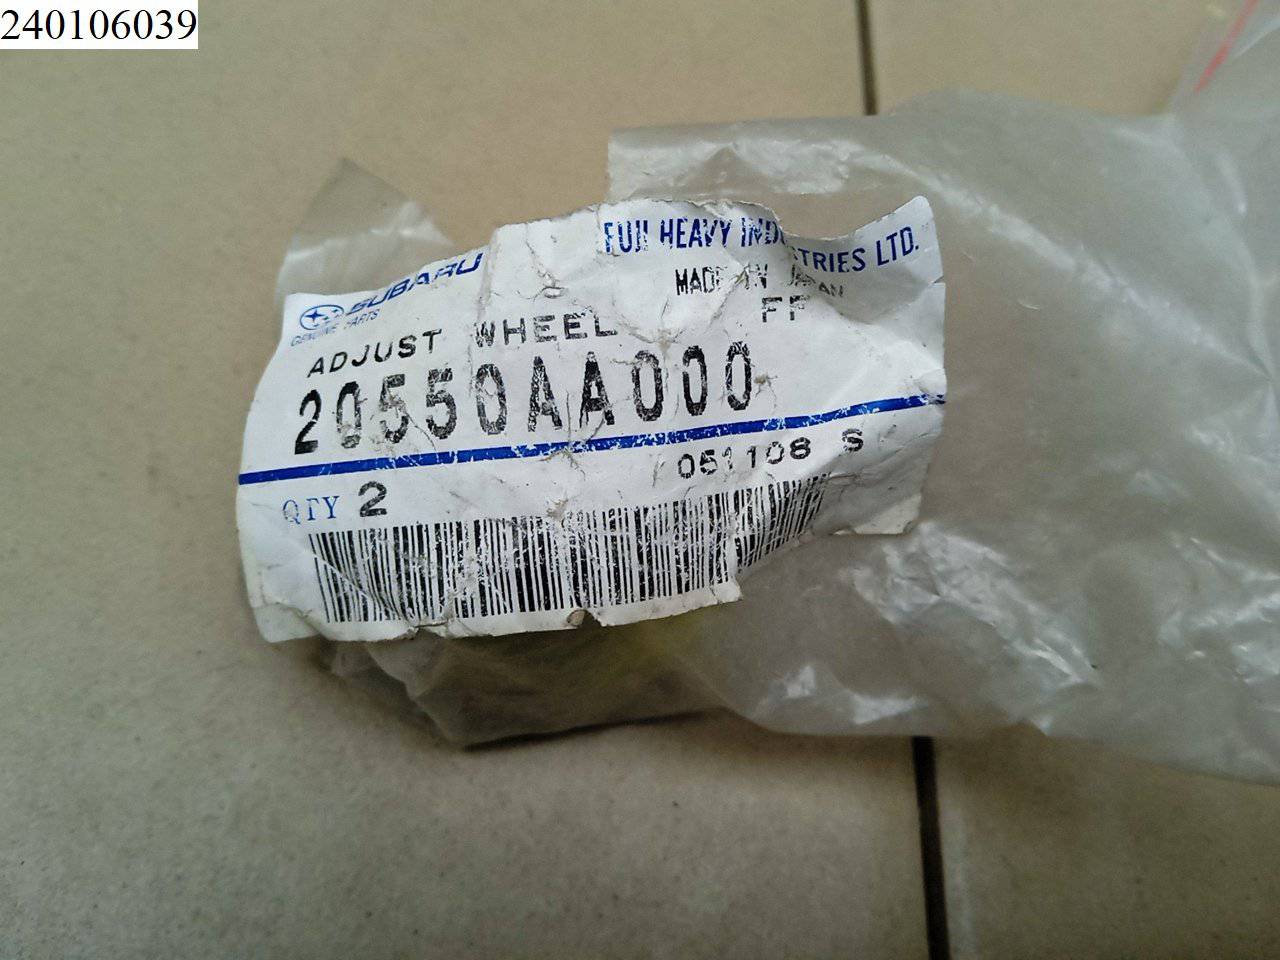 240106039
SUBARU
GENUINE PARTS
FUJI HEAVY INDUSTRIES LTD.
MADE IN JAPAN
FF
ADJUST WHEEL
20550AA000
051108 S
QTY 2